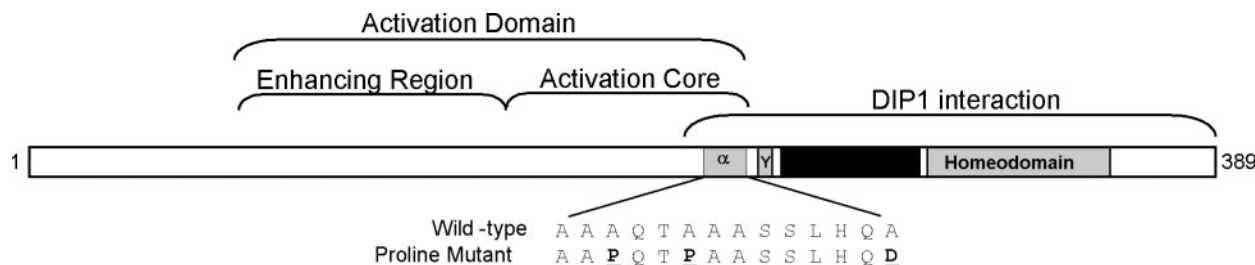 Activation Domain
Enhancing Region Activation Core
DIP1 interaction
1 α Y Homeodomain 389
Wild -type A A A Q T A A A S S L H Q A
Proline Mutant A A P Q T P A A S S L H Q D